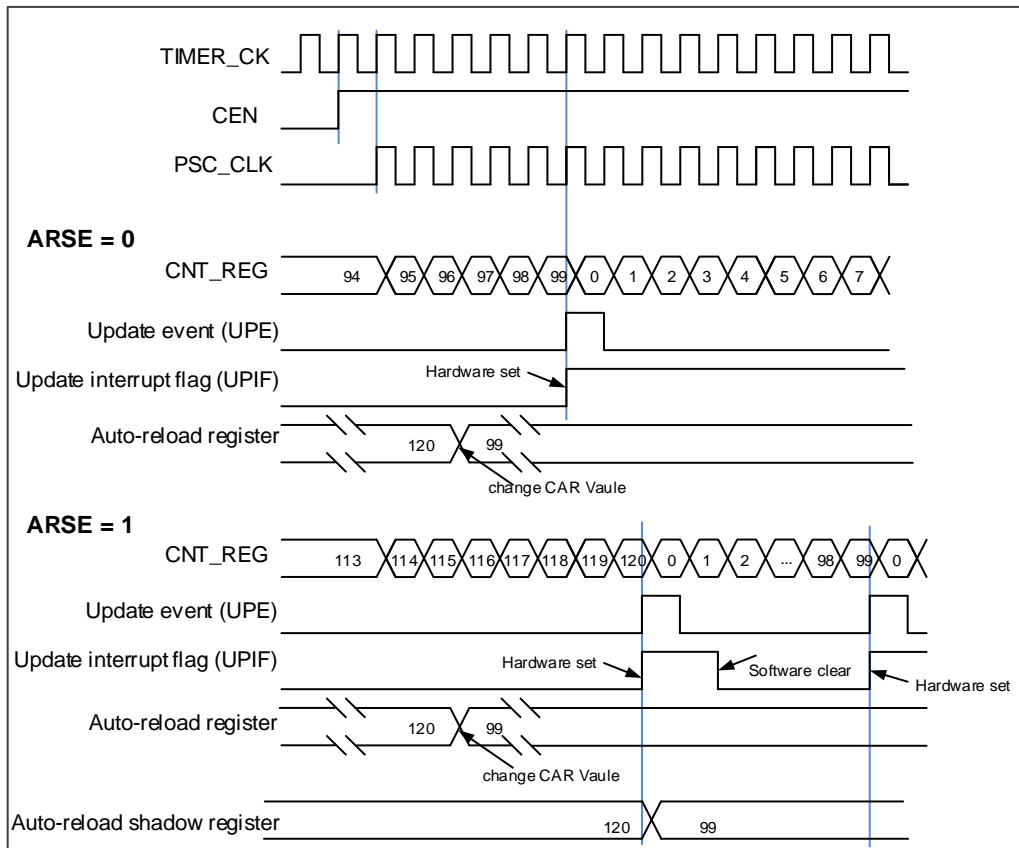 TIMER_CK
CEN
PSC_CLK
ARSE = 0
CNT_REG 94 95 96 97 98 99 0 1 2 3 4 5 6 7
Update event (UPE)
Update interrupt flag (UPIF) Hardware set
Auto-reload register 120 99
change CAR Vaule
ARSE = 1
CNT_REG 113 114 115 116 117 118 119 120 0 1 2 ... 98 99 0
Update event (UPE)
Update interrupt flag (UPIF) Hardware set Software clear Hardware set
Auto-reload register 120 99
change CAR Vaule
Auto-reload shadow register 120 99